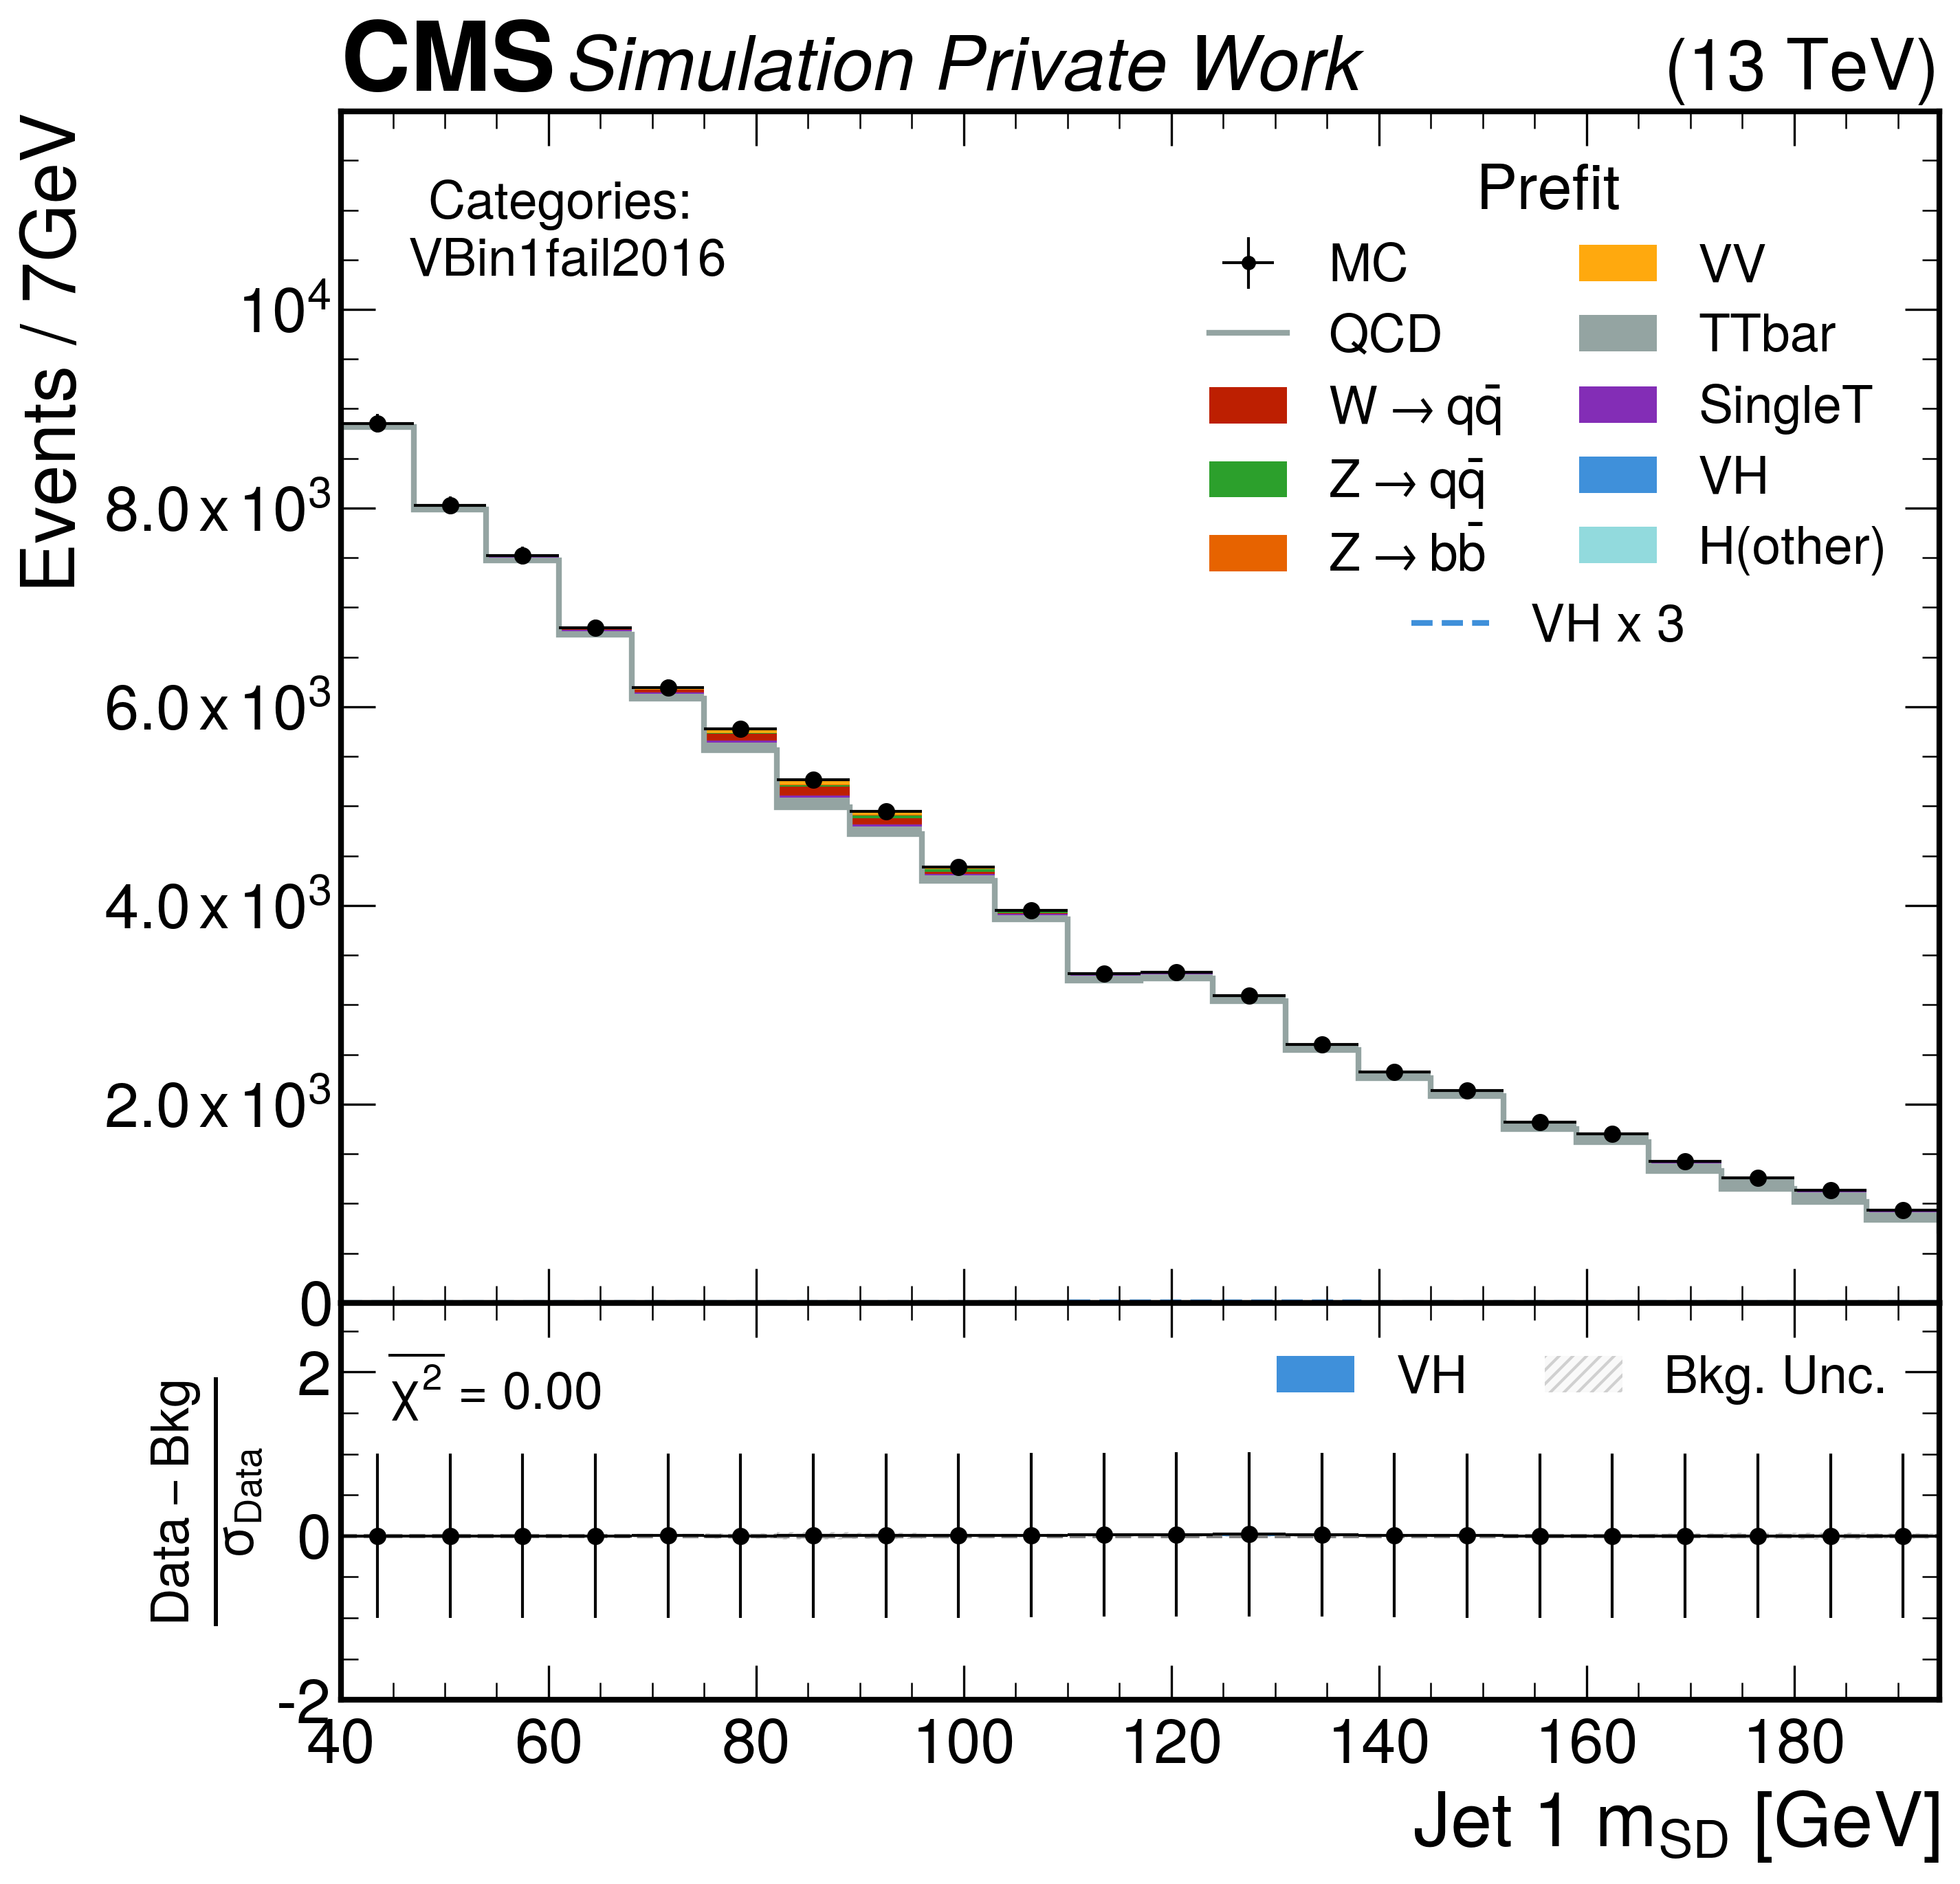 CMS Simulation Private Work (13 TeV)
Events / 7GeV
Categories:
VBin1fail2016
Prefit
MC
QCD
W → qq̄
Z → qq̄
Z → bb̄
VV
TTbar
SingleT
VH
H(other)
VH x 3
10⁴
8.0 x 10³
6.0 x 10³
4.0 x 10³
2.0 x 10³
0
Data – Bkg
σ_Data
χ² = 0.00
VH
Bkg. Unc.
2
0
-2
40 60 80 100 120 140 160 180
Jet 1 m_SD [GeV]